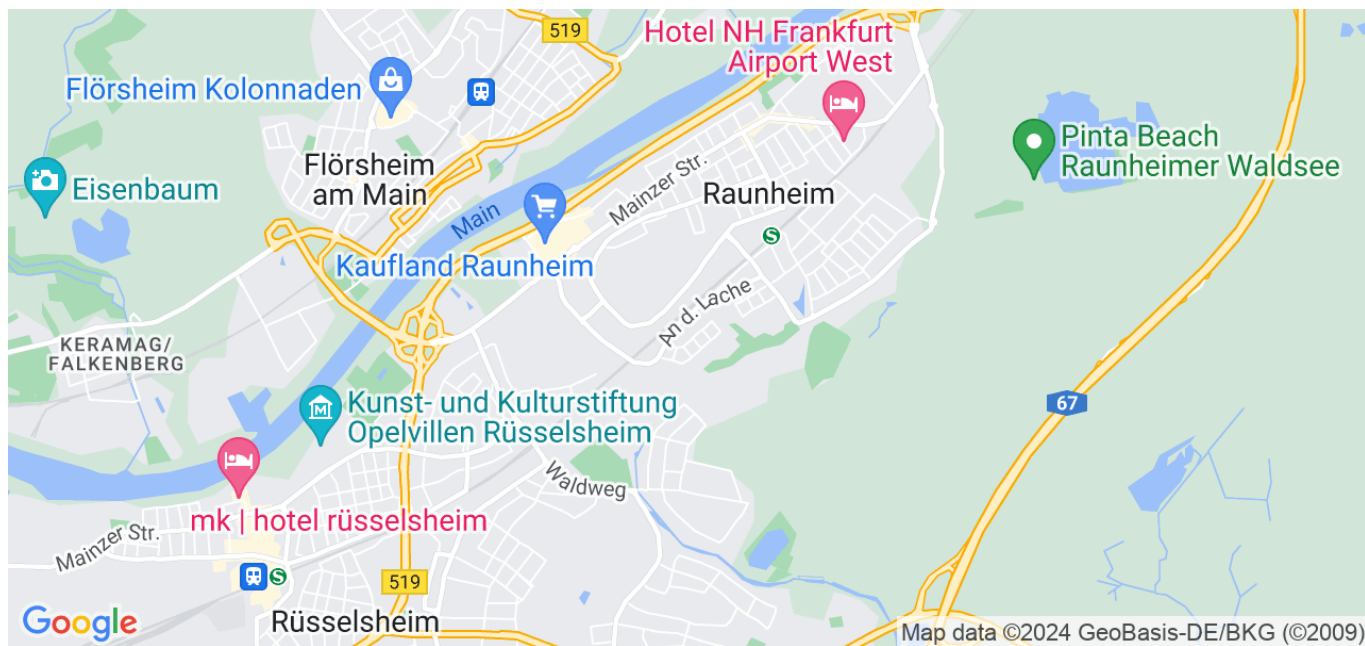 519
Hotel NH Frankfurt
Airport West
Flörsheim Kolonnaden
Pinta Beach
Raunheimer Waldsee
Flörsheim
am Main
Eisenbaum
Mainzer Str.
Raunheim
Main
S
Kaufland Raunheim
An d. Lache
KERAMAG/
FALKENBERG
67
Kunst- und Kulturstiftung
Opelvillen Rüsselsheim
M
Waldweg
mk | hotel rüsselsheim
Mainzer Str.
S
519
Rüsselsheim
Google
Map data ©2024 GeoBasis-DE/BKG (©2009)